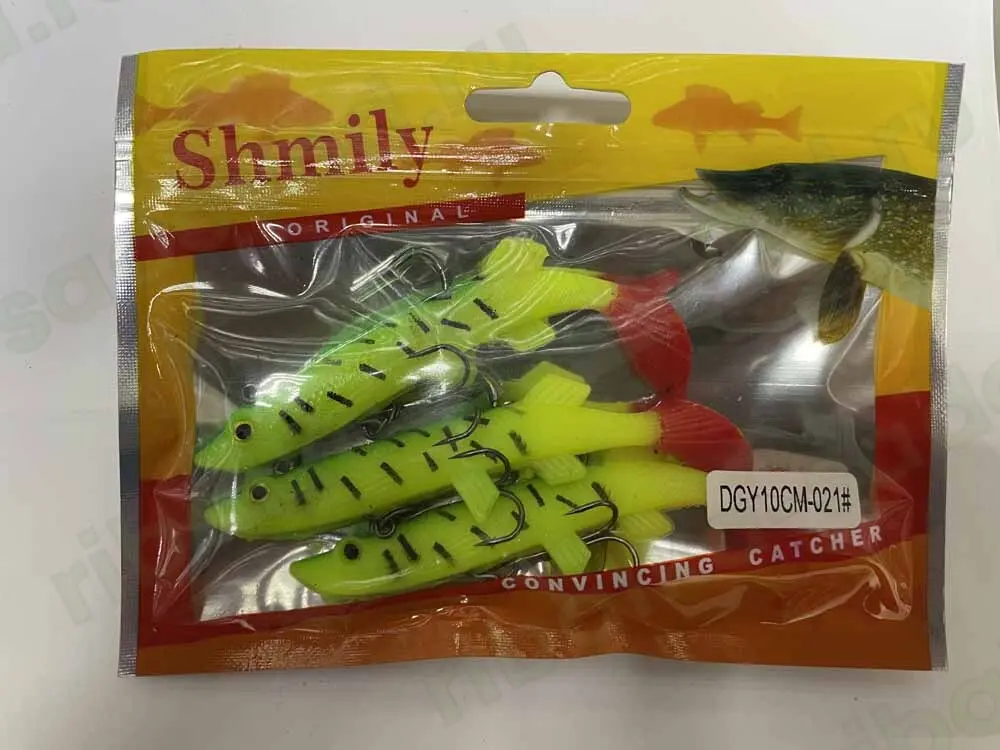 Shmily
ORIGINAL
DGY10CM-021#
CONVINCING CATCHER